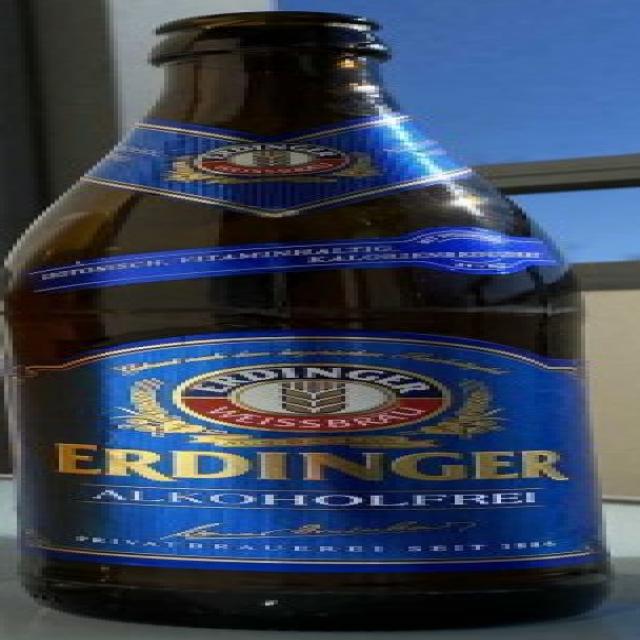 ERDINGER
WEISSBRÄU
ISOTONISCH, VITAMINHALTIG
ERDINGER
WEISSBRÄU
ERDINGER
ALKOHOLFREI
PRIVATBRAUEREI SEIT 1886